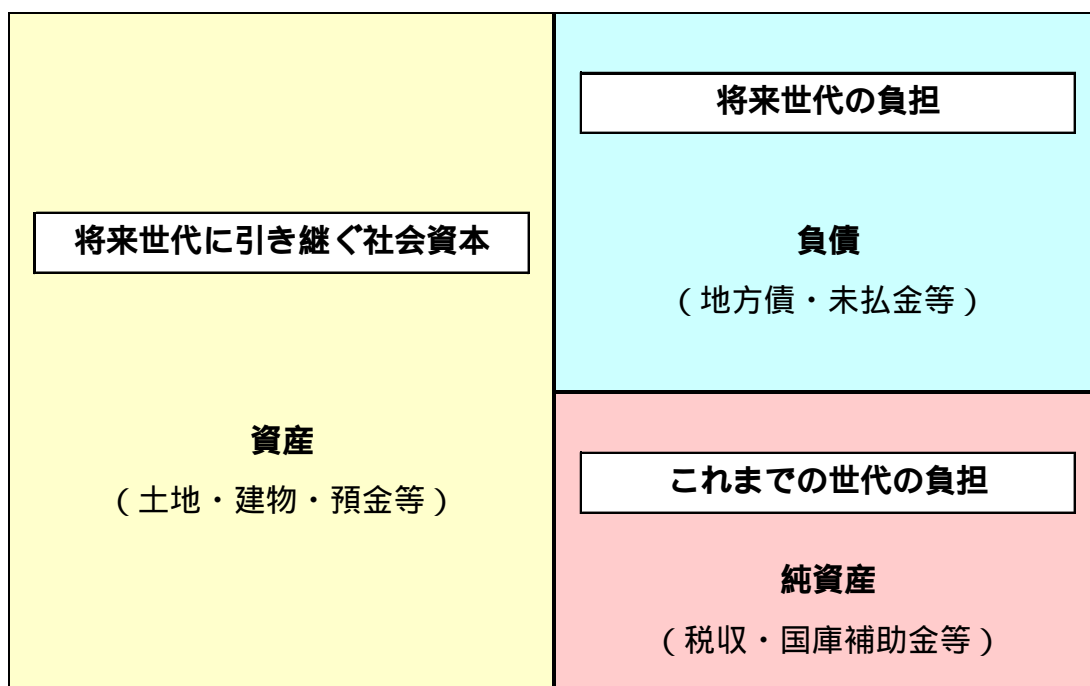 将来世代に引き継ぐ社会資本
資産
（土地・建物・預金等）
将来世代の負担
負債
（地方債・未払金等）
これまでの世代の負担
純資産
（税収・国庫補助金等）